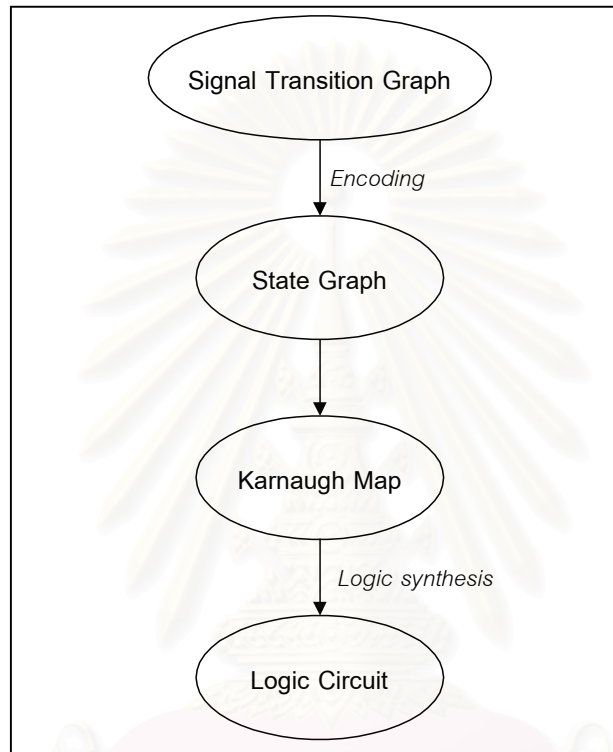 Signal Transition Graph
Encoding
State Graph
Karnaugh Map
Logic synthesis
Logic Circuit